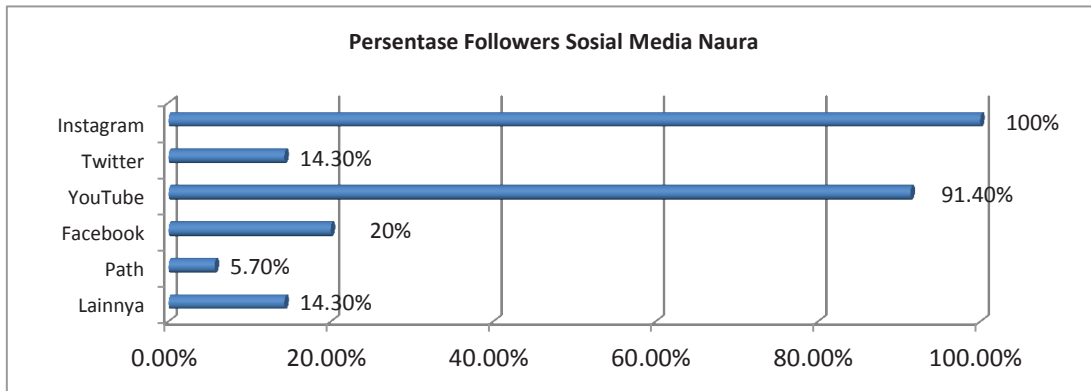 Persentase Followers Sosial Media Naura
Instagram 100%
Twitter 14.30%
YouTube 91.40%
Facebook 20%
Path 5.70%
Lainnya 14.30%
0.00% 20.00% 40.00% 60.00% 80.00% 100.00%